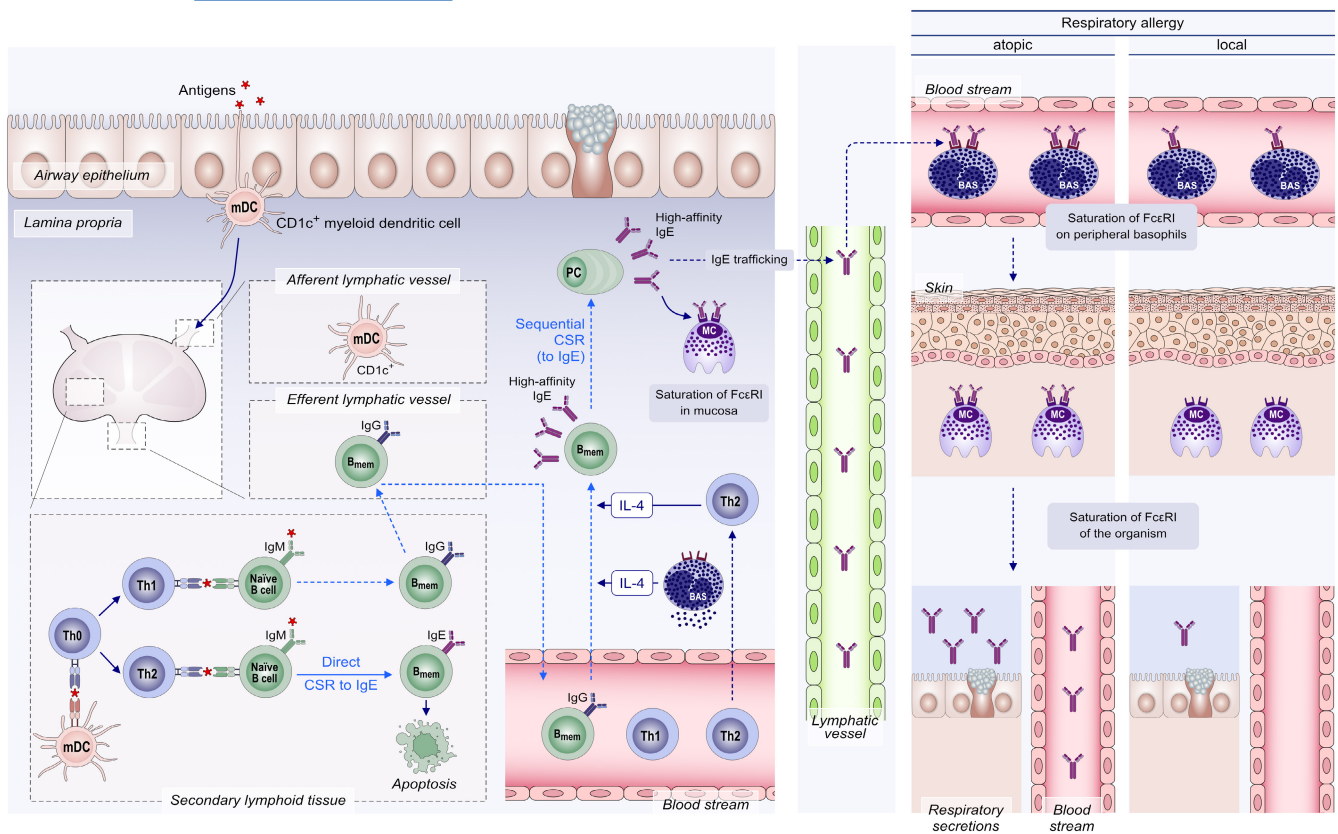 Respiratory allergy
atopic
local
Antigens
Airway epithelium
Lamina propria
mDC
CD1c⁺ myeloid dendritic cell
Afferent lymphatic vessel
mDC
CD1c⁺
Efferent lymphatic vessel
IgG
Bmem
IgM
Th1
Naïve
B cell
IgG
Bmem
Th0
IgM
Th2
Naïve
B cell
Direct
CSR to IgE
IgE
Bmem
mDC
Apoptosis
Secondary lymphoid tissue
High-affinity
IgE
PC
IgE trafficking
Sequential
CSR
(to IgE)
MC
Saturation of FcεRI
in mucosa
High-affinity
IgE
Bmem
IL-4
Th2
IL-4
BAS
IgG
Bmem
Th1
Th2
Blood stream
Lymphatic
vessel
Blood stream
BAS
BAS
BAS
BAS
Saturation of FcεRI
on peripheral basophils
Skin
MC
MC
MC
MC
Saturation of FcεRI
of the organism
Respiratory
secretions
Blood
stream